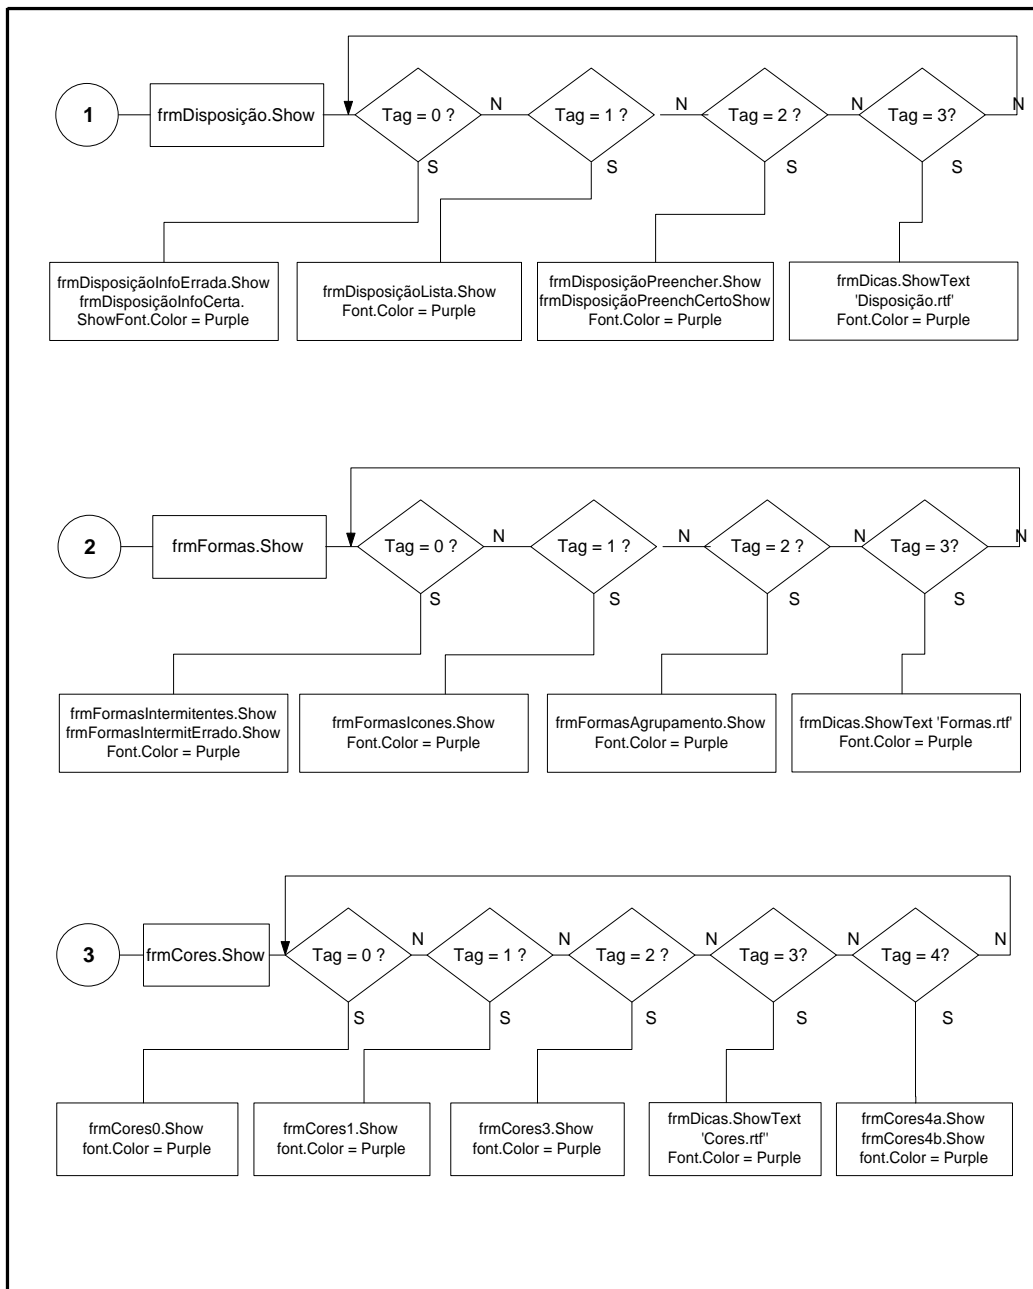 N
1
frmDisposição.Show
Tag = 0 ?
N
Tag = 1 ?
N
Tag = 2 ?
N
Tag = 3?
N
S
S
S
S
frmDisposiçãoInfoErrada.Show
frmDisposiçãoInfoCerta.
ShowFont.Color = Purple
frmDisposiçãoLista.Show
Font.Color = Purple
frmDisposiçãoPreencher.Show
frmDisposiçãoPreenchCertoShow
Font.Color = Purple
frmDicas.ShowText
'Disposição.rtf'
Font.Color = Purple
2
frmFormas.Show
Tag = 0 ?
N
Tag = 1 ?
N
Tag = 2 ?
N
Tag = 3?
N
S
S
S
S
frmFormasIntermitentes.Show
frmFormasIntermitErrado.Show
Font.Color = Purple
frmFormasIcones.Show
Font.Color = Purple
frmFormasAgrupamento.Show
Font.Color = Purple
frmDicas.ShowText 'Formas.rtf'
Font.Color = Purple
3
frmCores.Show
Tag = 0 ?
N
Tag = 1 ?
N
Tag = 2 ?
N
Tag = 3?
N
Tag = 4?
N
S
S
S
S
S
frmCores0.Show
font.Color = Purple
frmCores1.Show
font.Color = Purple
frmCores3.Show
font.Color = Purple
frmDicas.ShowText
'Cores.rtf''
Font.Color = Purple
frmCores4a.Show
frmCores4b.Show
font.Color = Purple